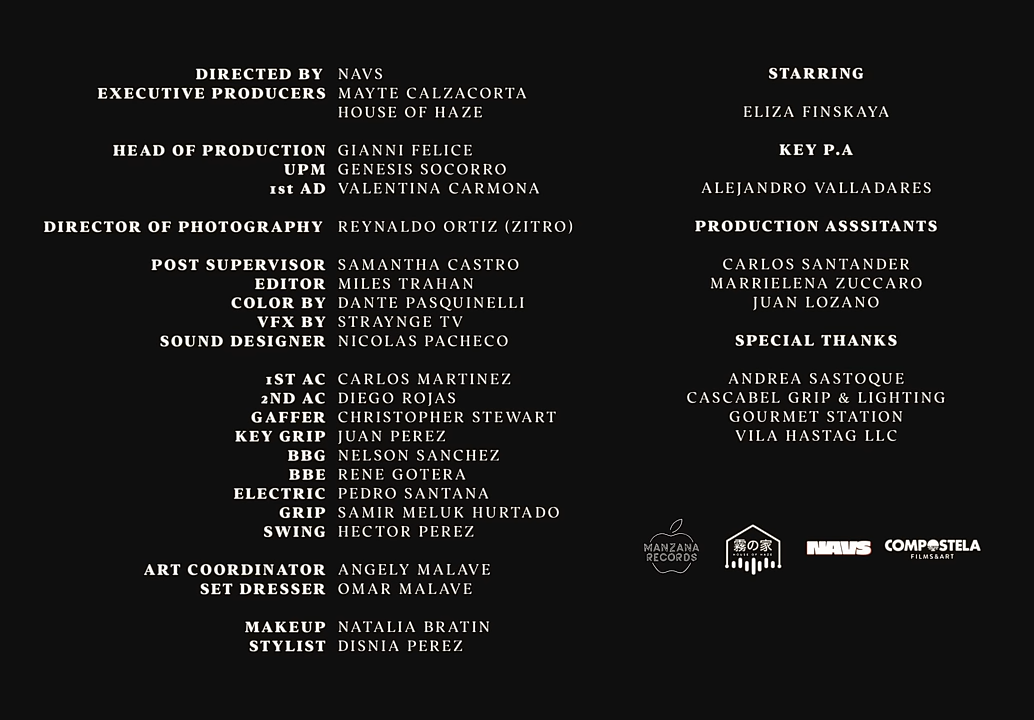 DIRECTED BY NAVS
EXECUTIVE PRODUCERS MAYTE CALZACORTA
HOUSE OF HAZE
HEAD OF PRODUCTION GIANNI FELICE
UPM GENESIS SOCORRO
1st AD VALENTINA CARMONA
DIRECTOR OF PHOTOGRAPHY REYNALDO ORTIZ (ZITRO)
POST SUPERVISOR SAMANTHA CASTRO
EDITOR MILES TRAHAN
COLOR BY DANTE PASQUINELLI
VFX BY STRAYNGE TV
SOUND DESIGNER NICOLAS PACHECO
1ST AC CARLOS MARTINEZ
2ND AC DIEGO ROJAS
GAFFER CHRISTOPHER STEWART
KEY GRIP JUAN PEREZ
BBG NELSON SANCHEZ
BBE RENE GOTERA
ELECTRIC PEDRO SANTANA
GRIP SAMIR MELUK HURTADO
SWING HECTOR PEREZ
ART COORDINATOR ANGELY MALAVE
SET DRESSER OMAR MALAVE
MAKEUP NATALIA BRATIN
STYLIST DISNIA PEREZ
STARRING
ELIZA FINSKAYA
KEY P.A
ALEJANDRO VALLADARES
PRODUCTION ASSSITANTS
CARLOS SANTANDER
MARRIELENA ZUCCARO
JUAN LOZANO
SPECIAL THANKS
ANDREA SASTOQUE
CASCABEL GRIP & LIGHTING
GOURMET STATION
VILA HASTAG LLC
MANZANA
RECORDS
霧の家
HOUSE OF HAZE
NAVS
COMPOSTELA
FILMS&ART